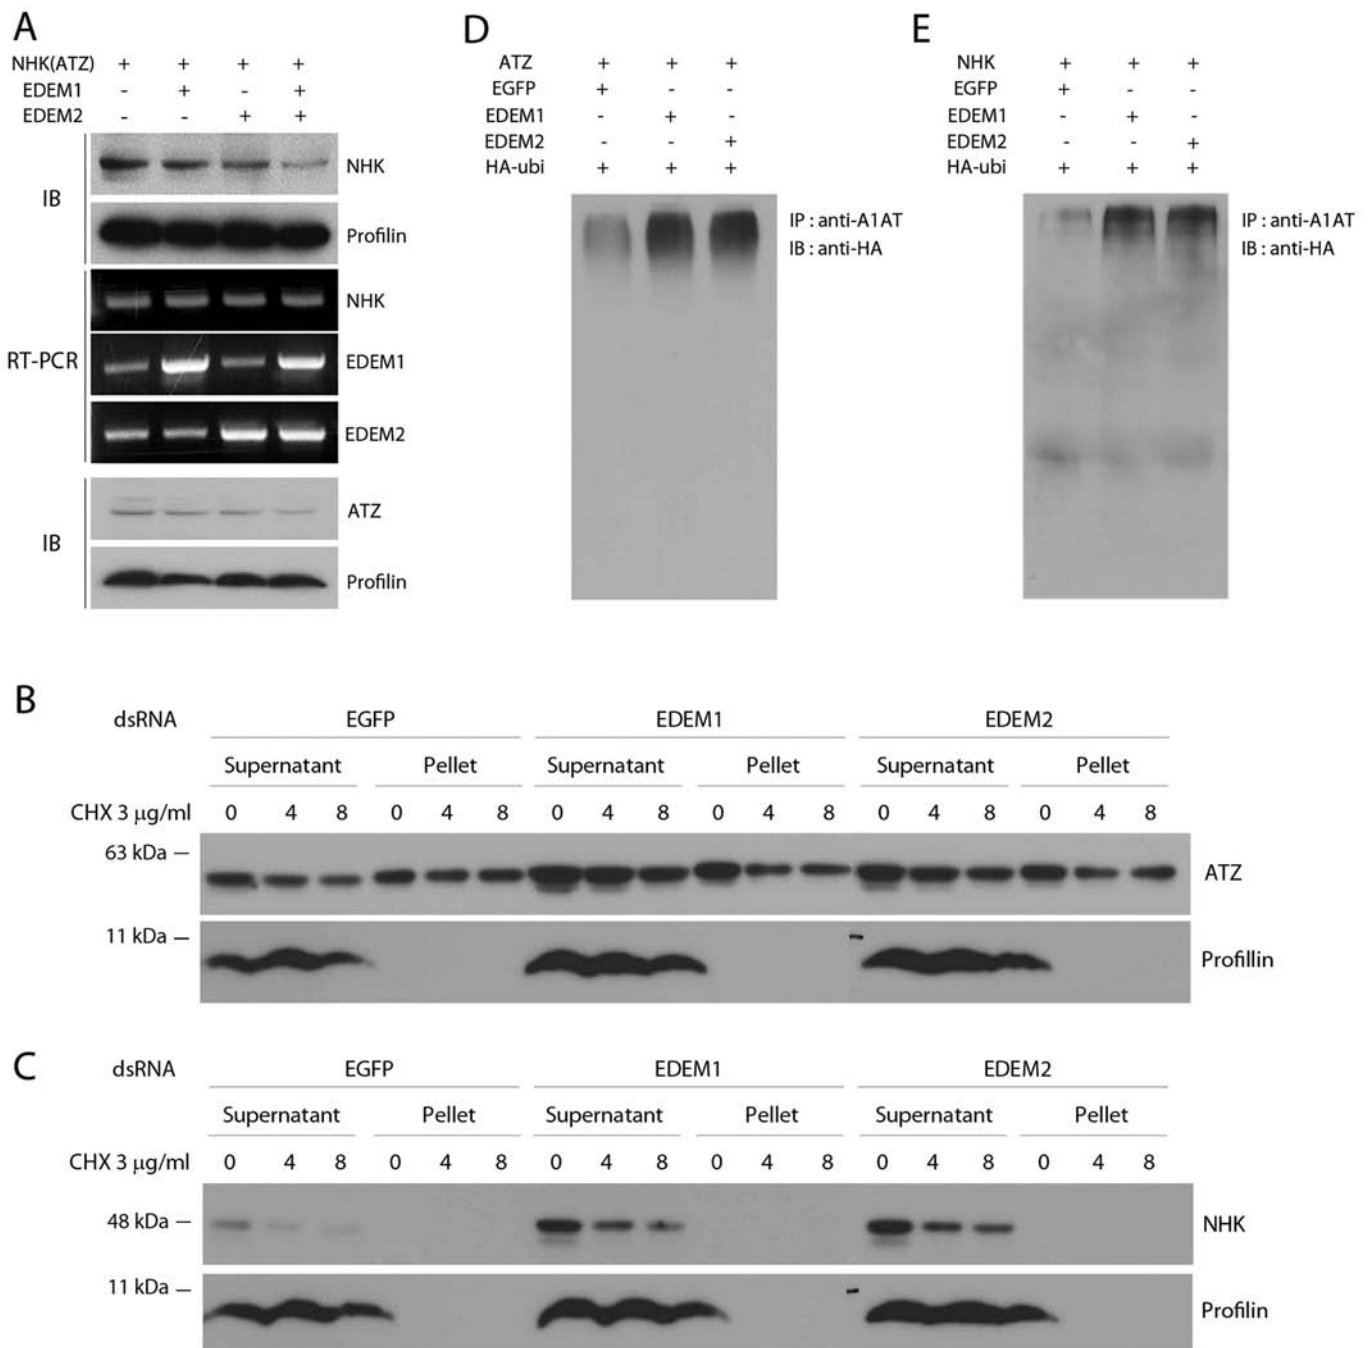 A
NHK(ATZ) + + + +
EDEM1 - + - +
EDEM2 - - + +
IB
NHK
Profilin
RT-PCR
NHK
EDEM1
EDEM2
IB
ATZ
Profilin
D
ATZ + + +
EGFP + - -
EDEM1 - + -
EDEM2 - - +
HA-ubi + + +
IP : anti-A1AT
IB : anti-HA
E
NHK + + +
EGFP + - -
EDEM1 - + -
EDEM2 - - +
HA-ubi + + +
IP : anti-A1AT
IB : anti-HA
B
dsRNA EGFP EDEM1 EDEM2
Supernatant Pellet Supernatant Pellet Supernatant Pellet
CHX 3 μg/ml 0 4 8 0 4 8 0 4 8 0 4 8 0 4 8 0 4 8
63 kDa
ATZ
11 kDa
Profillin
C
dsRNA EGFP EDEM1 EDEM2
Supernatant Pellet Supernatant Pellet Supernatant Pellet
CHX 3 μg/ml 0 4 8 0 4 8 0 4 8 0 4 8 0 4 8 0 4 8
48 kDa
NHK
11 kDa
Profilin